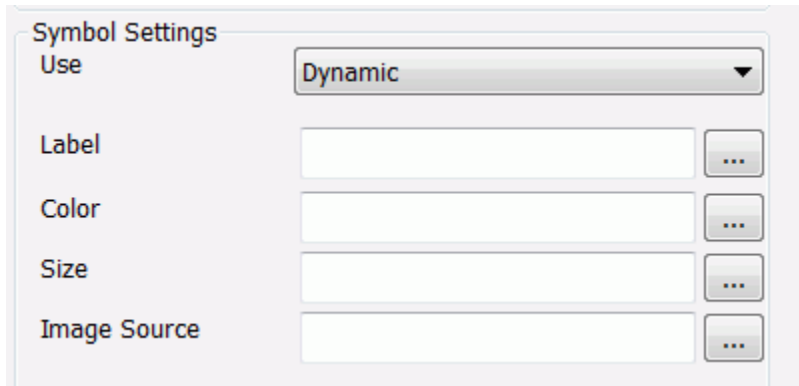 Symbol Settings
Use Dynamic
Label ...
Color ...
Size ...
Image Source ...